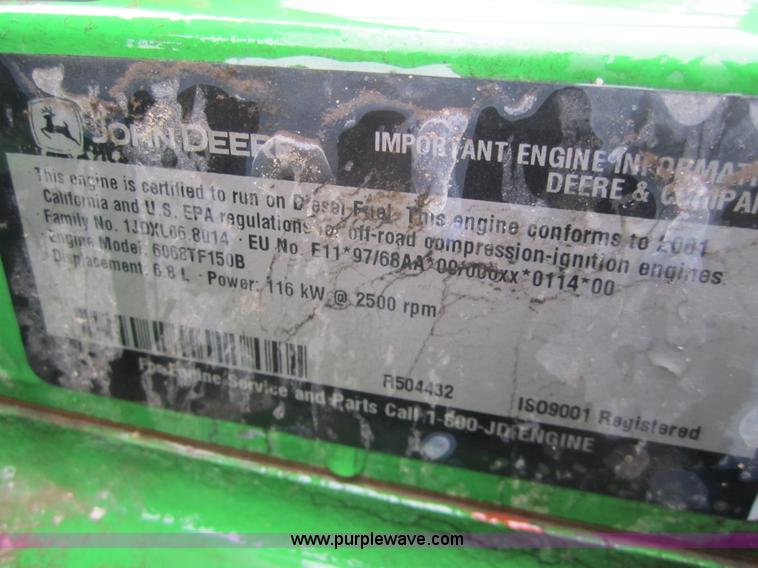 JOHN DEERE
IMPORTANT ENGINE INFORMATI
DEERE & COMPA
This engine is certified to run on Diesel Fuel. This engine conforms to 2001
California and U.S. EPA regulations for off-road compression-ignition engines.
Family No. 1JDXL06.8014 · EU No. E11*97/68AA*00/000xx*0114*00
Engine Model: 6068TF150B
Displacement: 6.8 L · Power: 116 kW @ 2500 rpm
R504432
ISO9001 Registered
For Engine Service and Parts Call 1-800-JD-ENGINE
www.purplewave.com